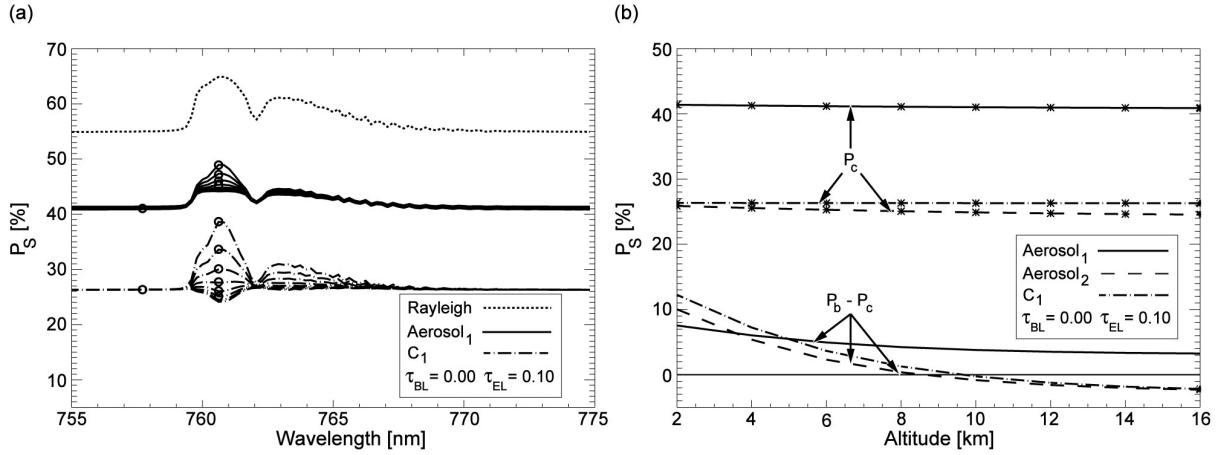 (a)
70
60
50
40
30
20
10
P_S [%]
755
760
765
770
775
Wavelength [nm]
Rayleigh
Aerosol_1
C_1
τ_BL = 0.00 τ_EL = 0.10
(b)
50
40
30
20
10
0
P_S [%]
2
4
6
8
10
12
14
16
Altitude [km]
P_c
P_b - P_c
Aerosol_1
Aerosol_2
C_1
τ_BL = 0.00 τ_EL = 0.10